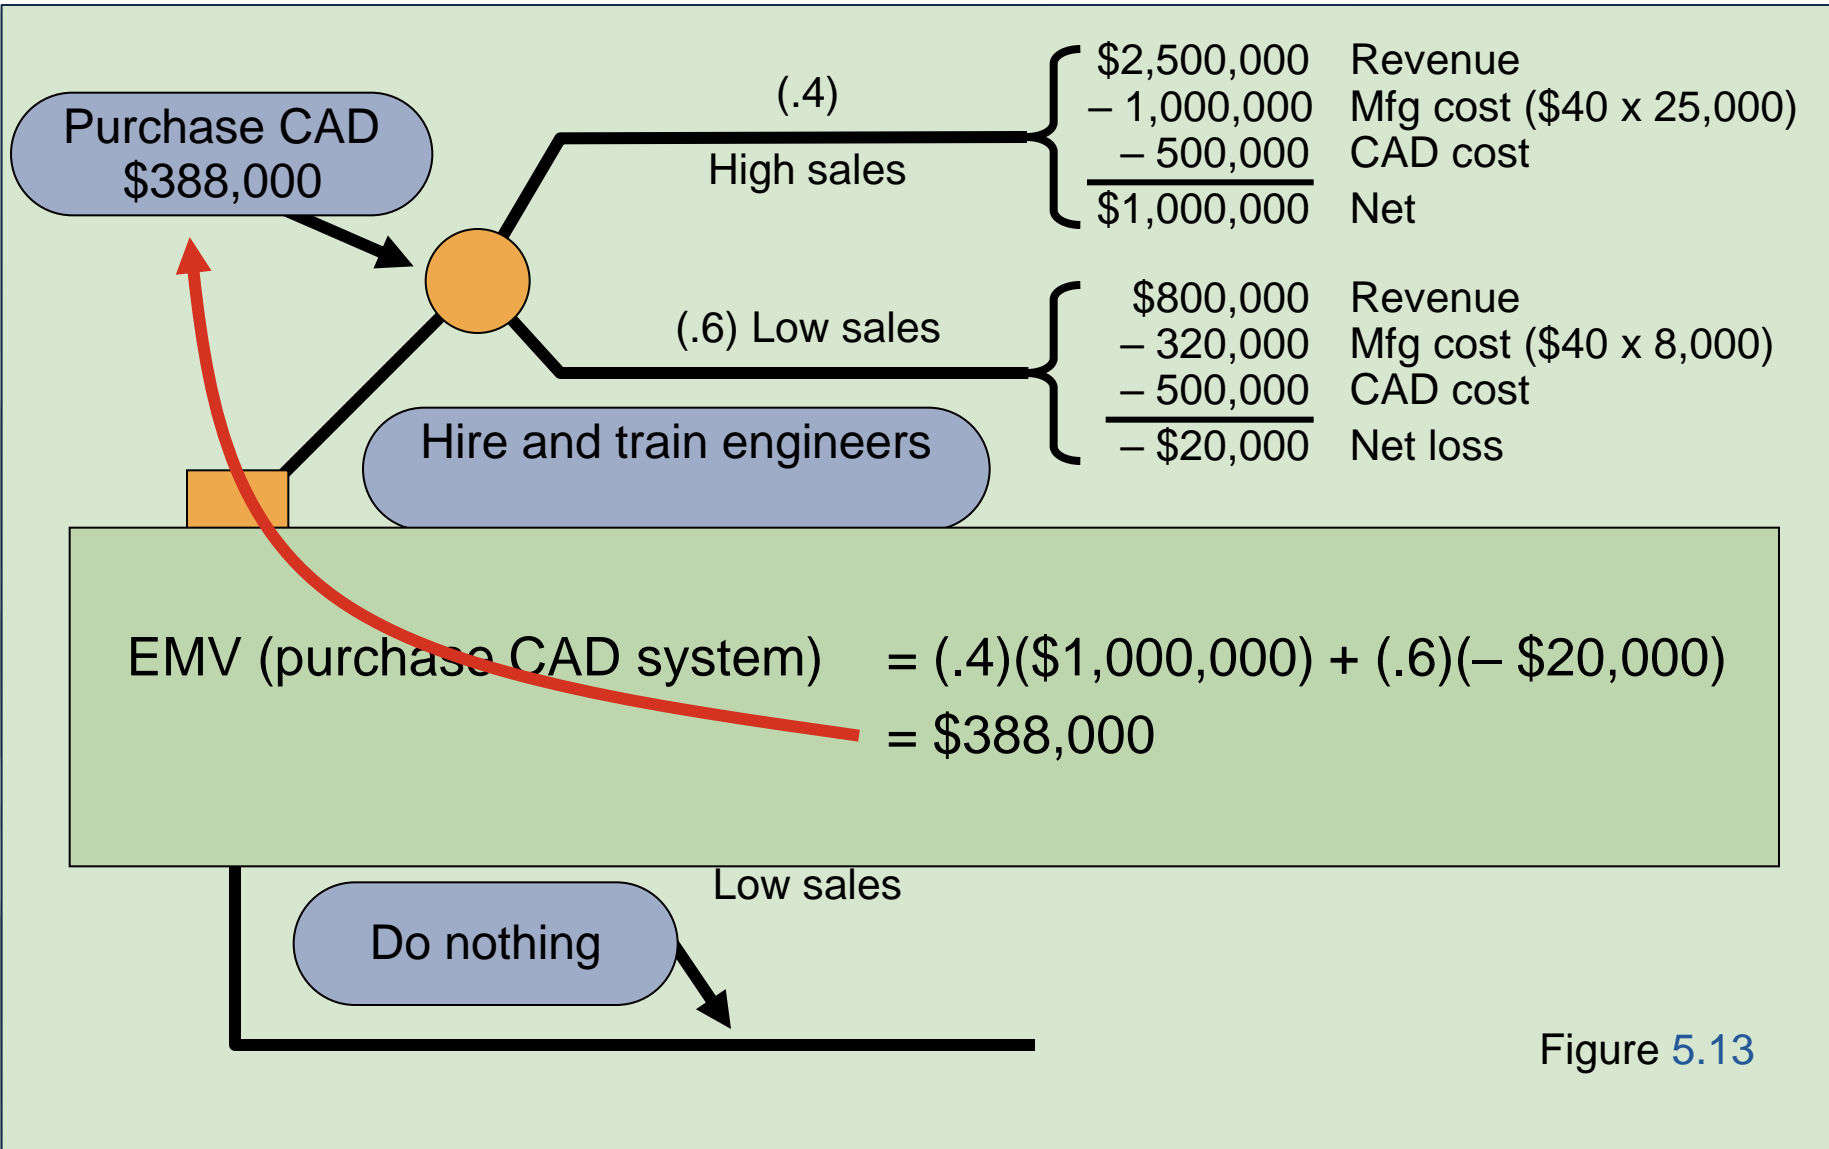 Purchase CAD
$388,000
(.4)
High sales
$2,500,000 Revenue
– 1,000,000 Mfg cost ($40 x 25,000)
– 500,000 CAD cost
$1,000,000 Net
(.6) Low sales
$800,000 Revenue
– 320,000 Mfg cost ($40 x 8,000)
– 500,000 CAD cost
– $20,000 Net loss
Hire and train engineers
EMV (purchase CAD system) = (.4)($1,000,000) + (.6)(– $20,000)
= $388,000
Low sales
Do nothing
Figure 5.13